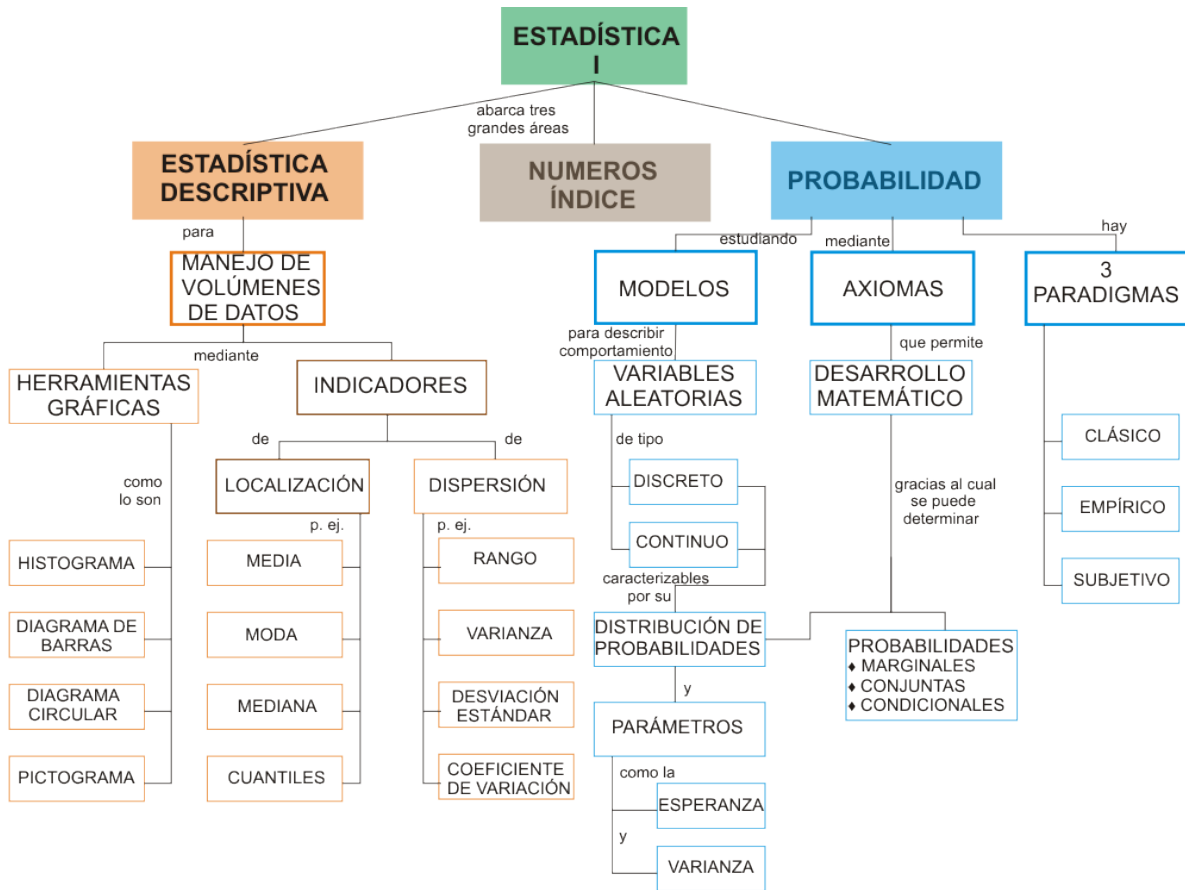 ESTADÍSTICA
I
abarca tres
grandes áreas
ESTADÍSTICA
DESCRIPTIVA
NUMEROS
ÍNDICE
PROBABILIDAD
para
estudiando
mediante
hay
MANEJO DE
VOLÚMENES
DE DATOS
MODELOS
AXIOMAS
3
PARADIGMAS
mediante
para describir
comportamiento
que permite
HERRAMIENTAS
GRÁFICAS
INDICADORES
VARIABLES
ALEATORIAS
DESARROLLO
MATEMÁTICO
de
de
de tipo
CLÁSICO
EMPÍRICO
SUBJETIVO
como
lo son
LOCALIZACIÓN
DISPERSIÓN
DISCRETO
CONTINUO
gracias al cual
se puede
determinar
p. ej.
p. ej.
HISTOGRAMA
DIAGRAMA DE
BARRAS
DIAGRAMA
CIRCULAR
PICTOGRAMA
MEDIA
MODA
MEDIANA
CUANTILES
RANGO
VARIANZA
DESVIACIÓN
ESTÁNDAR
COEFICIENTE
DE VARIACIÓN
caracterizables
por su
DISTRIBUCIÓN DE
PROBABILIDADES
PROBABILIDADES
♦ MARGINALES
♦ CONJUNTAS
♦ CONDICIONALES
y
PARÁMETROS
como la
ESPERANZA
y
VARIANZA